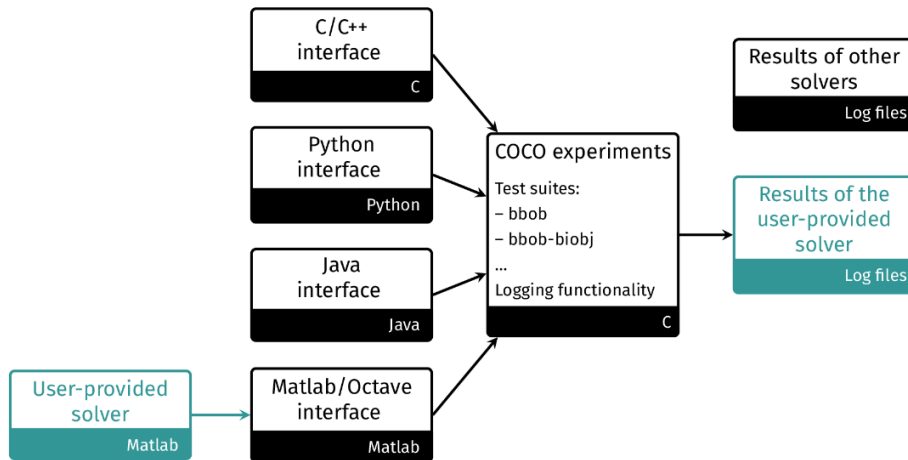 C/C++
interface
C
Python
interface
Python
Java
interface
Java
User-provided
solver
Matlab
Matlab/Octave
interface
Matlab
COCO experiments
Test suites:
– bbob
– bbob-biobj
...
Logging functionality
C
Results of other
solvers
Log files
Results of the
user-provided
solver
Log files